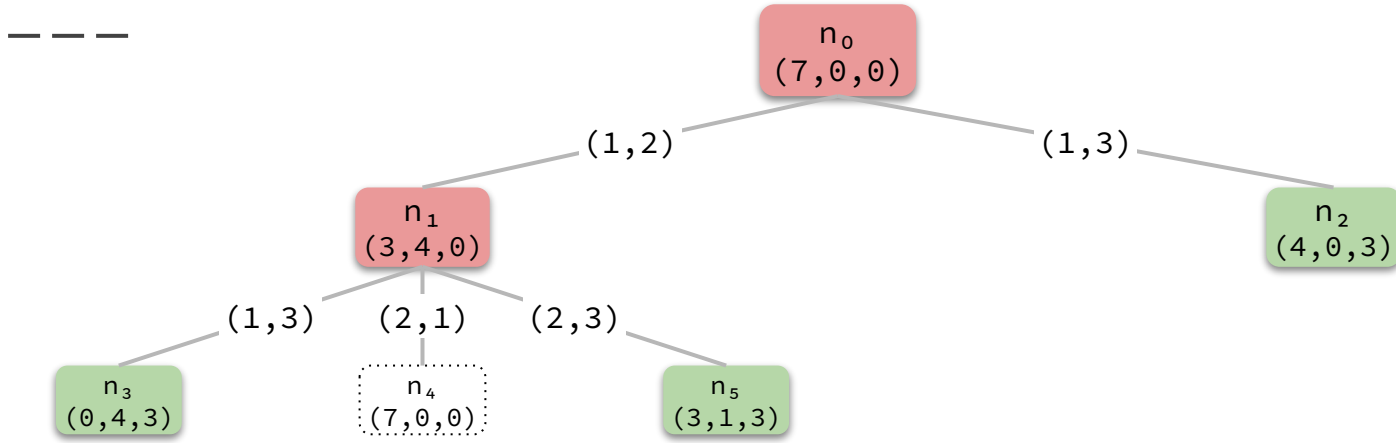 n₀
(7,0,0)
(1,2)
(1,3)
n₁
(3,4,0)
n₂
(4,0,3)
(1,3)
(2,1)
(2,3)
n₃
(0,4,3)
n₄
(7,0,0)
n₅
(3,1,3)